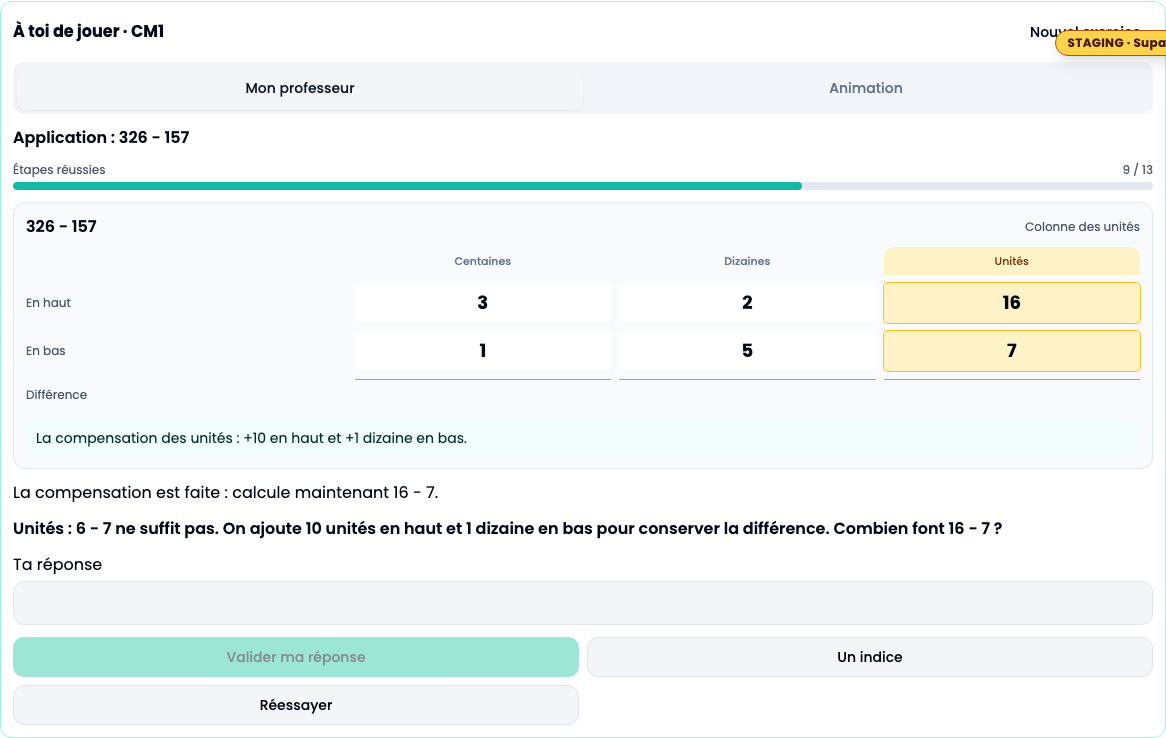 À toi de jouer · CM1
STAGING · Supa
Mon professeur
Animation
Application : 326 - 157
Étapes réussies
9 / 13
326 - 157
Colonne des unités
Centaines
Dizaines
Unités
En haut
3
2
16
En bas
1
5
7
Différence
La compensation des unités : +10 en haut et +1 dizaine en bas.
La compensation est faite : calcule maintenant 16 - 7.
Unités : 6 - 7 ne suffit pas. On ajoute 10 unités en haut et 1 dizaine en bas pour conserver la différence. Combien font 16 - 7 ?
Ta réponse
Valider ma réponse
Un indice
Réessayer